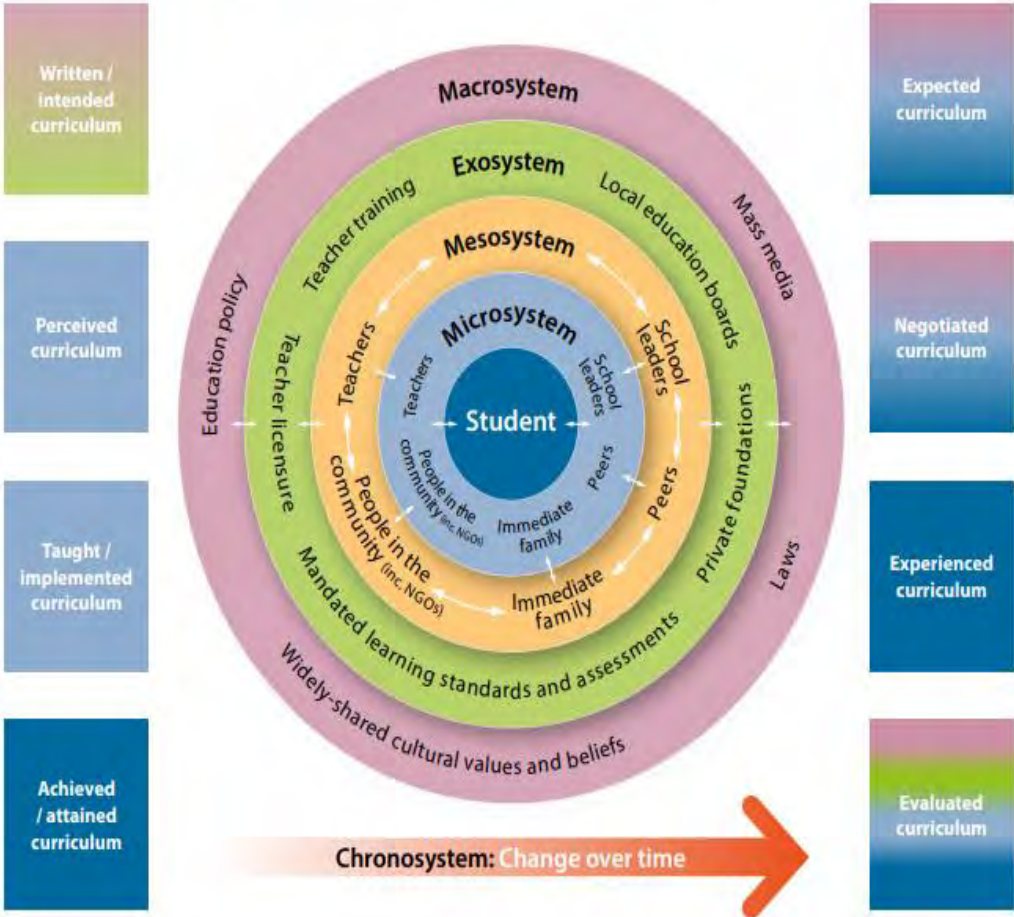 Written /
intended
curriculum
Perceived
curriculum
Taught /
implemented
curriculum
Achieved
/ attained
curriculum
Macrosystem
Education policy
Mass media
Laws
Widely-shared cultural values and beliefs
Exosystem
Teacher training
Local education boards
Teacher licensure
Private foundations
Mandated learning standards and assessments
Mesosystem
Teachers
School
leaders
People in the
community (inc. NGOs)
Peers
Immediate
family
Microsystem
Teachers
School
leaders
People in the
community (inc. NGOs)
Peers
Immediate
family
Student
Chronosystem: Change over time
Expected
curriculum
Negotiated
curriculum
Experienced
curriculum
Evaluated
curriculum